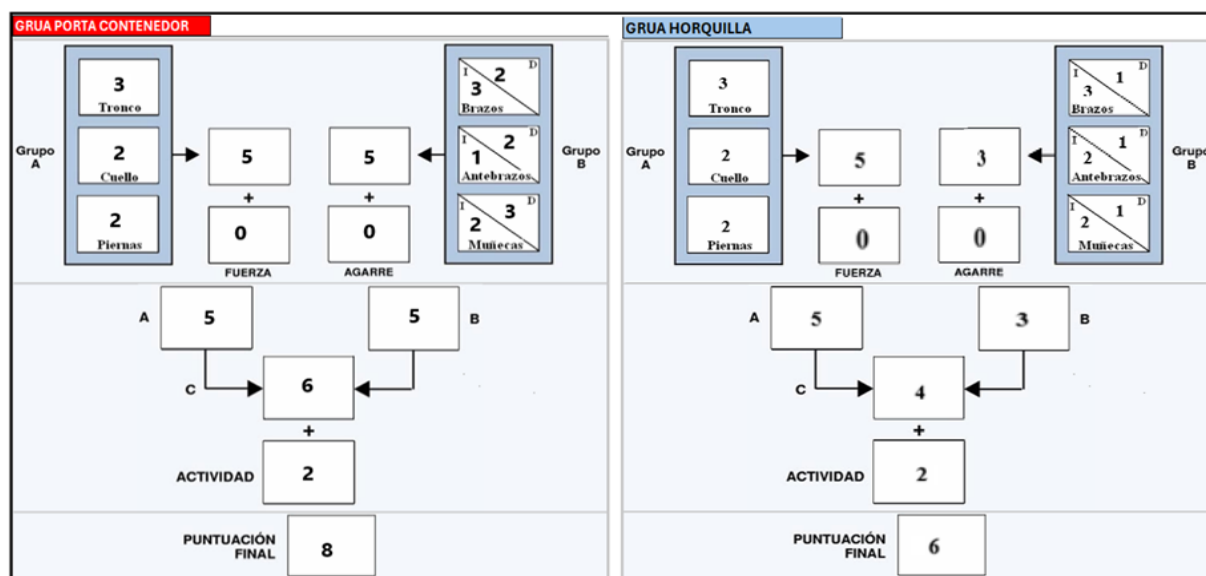 GRUA PORTA CONTENEDOR
3
Tronco
Grupo
A
2
Cuello
2
Piernas
5
+
0
FUERZA
5
+
0
AGARRE
I 3 2 D
Brazos
I 1 2 D
Antebrazos
I 2 3 D
Muñecas
Grupo
B
A 5
5 B
C 6
+
ACTIVIDAD 2
PUNTUACIÓN
FINAL
8
GRUA HORQUILLA
3
Tronco
Grupo
A
2
Cuello
2
Piernas
5
+
0
FUERZA
3
+
0
AGARRE
I 3 1 D
Brazos
I 2 1 D
Antebrazos
I 2 1 D
Muñecas
Grupo
B
A 5
3 B
C 4
+
ACTIVIDAD 2
PUNTUACIÓN
FINAL
6